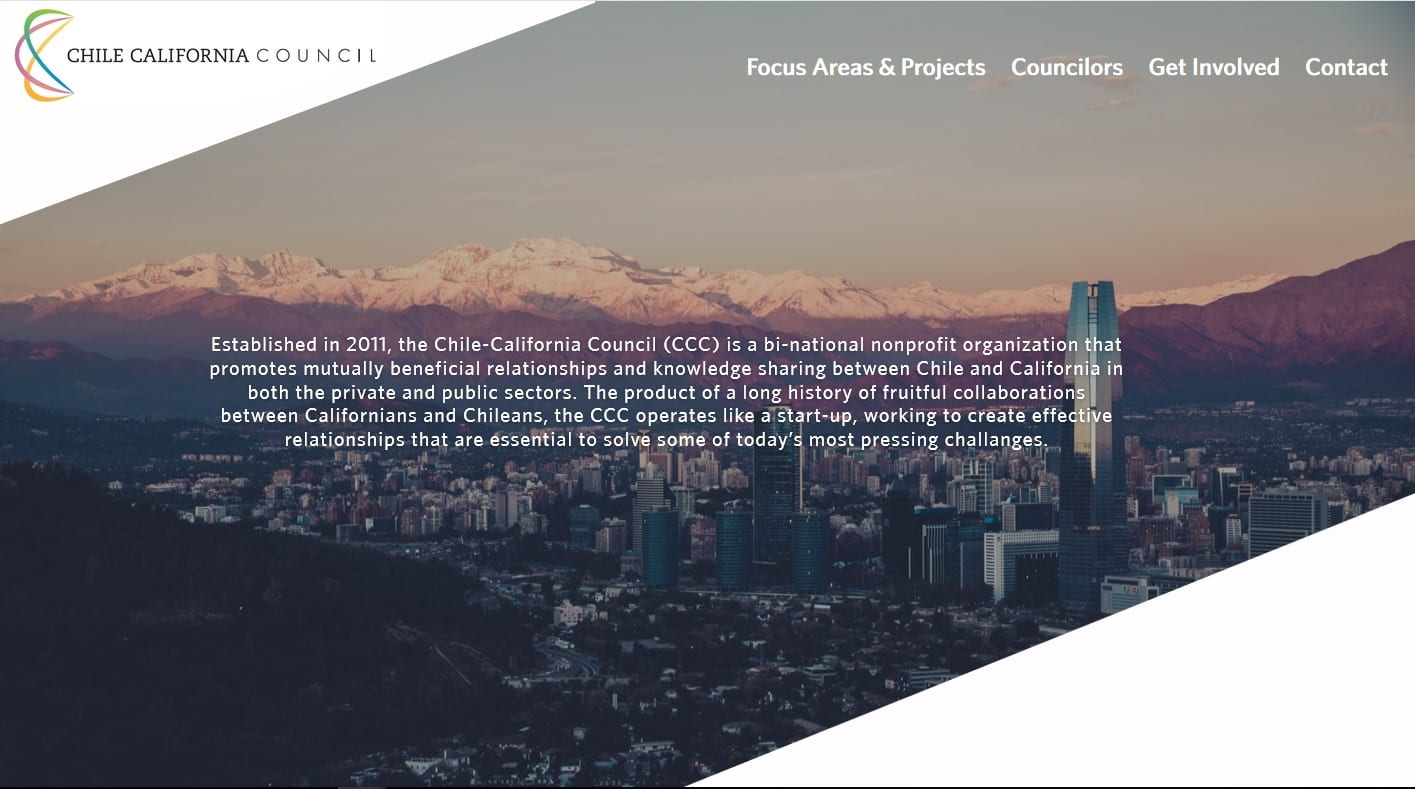 CHILE CALIFORNIA COUNCIL
Focus Areas & Projects Councilors Get Involved Contact
Established in 2011, the Chile-California Council (CCC) is a bi-national nonprofit organization that
promotes mutually beneficial relationships and knowledge sharing between Chile and California in
both the private and public sectors. The product of a long history of fruitful collaborations
between Californians and Chileans, the CCC operates like a start-up, working to create effective
relationships that are essential to solve some of today’s most pressing challanges.